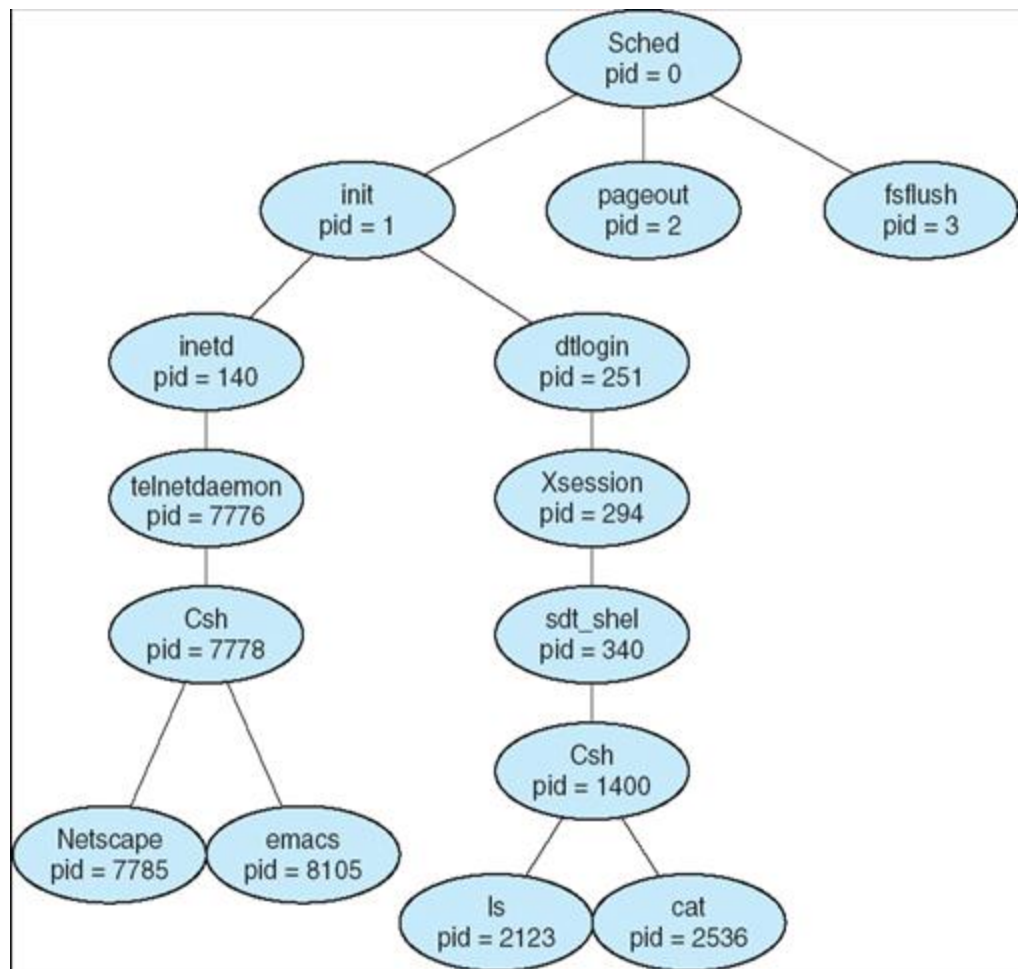 Sched
pid = 0
init
pid = 1
pageout
pid = 2
fsflush
pid = 3
inetd
pid = 140
dtlogin
pid = 251
telnetdaemon
pid = 7776
Xsession
pid = 294
Csh
pid = 7778
sdt_shel
pid = 340
Csh
pid = 1400
Netscape
pid = 7785
emacs
pid = 8105
ls
pid = 2123
cat
pid = 2536